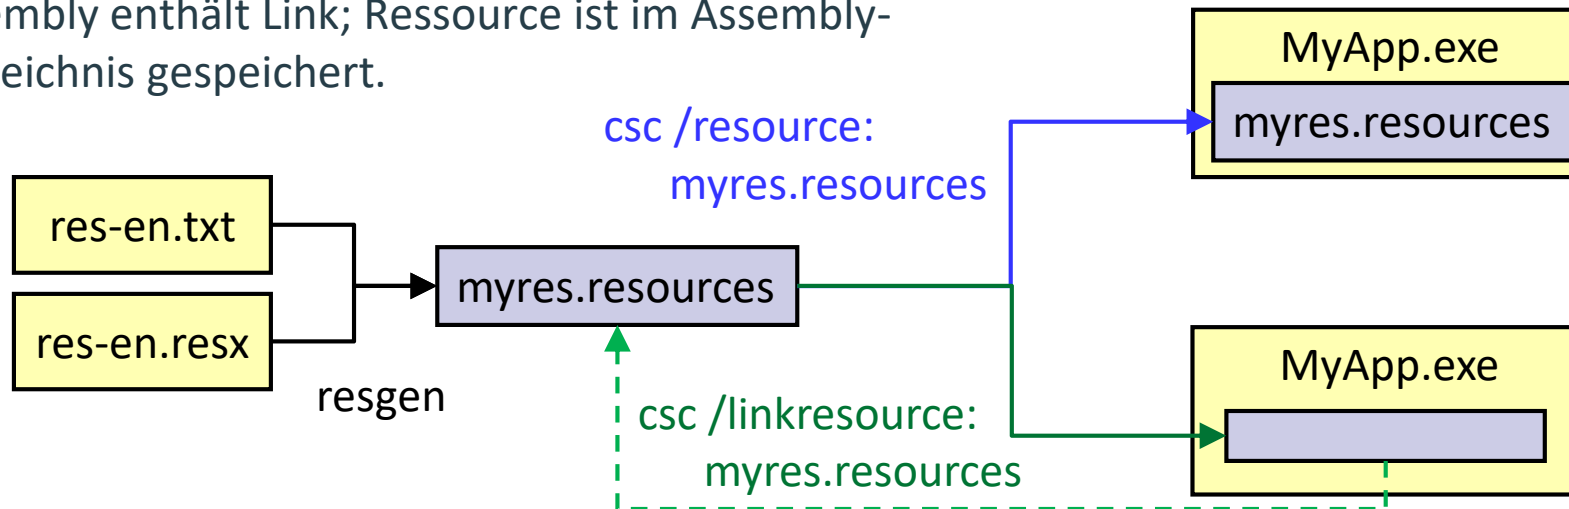 embly enthält Link; Ressource ist im Assembly-
eichnis gespeichert.
MyApp.exe
myres.resources
csc /resource:
myres.resources
res-en.txt
myres.resources
res-en.resx
resgen
MyApp.exe
csc /linkresource:
myres.resources